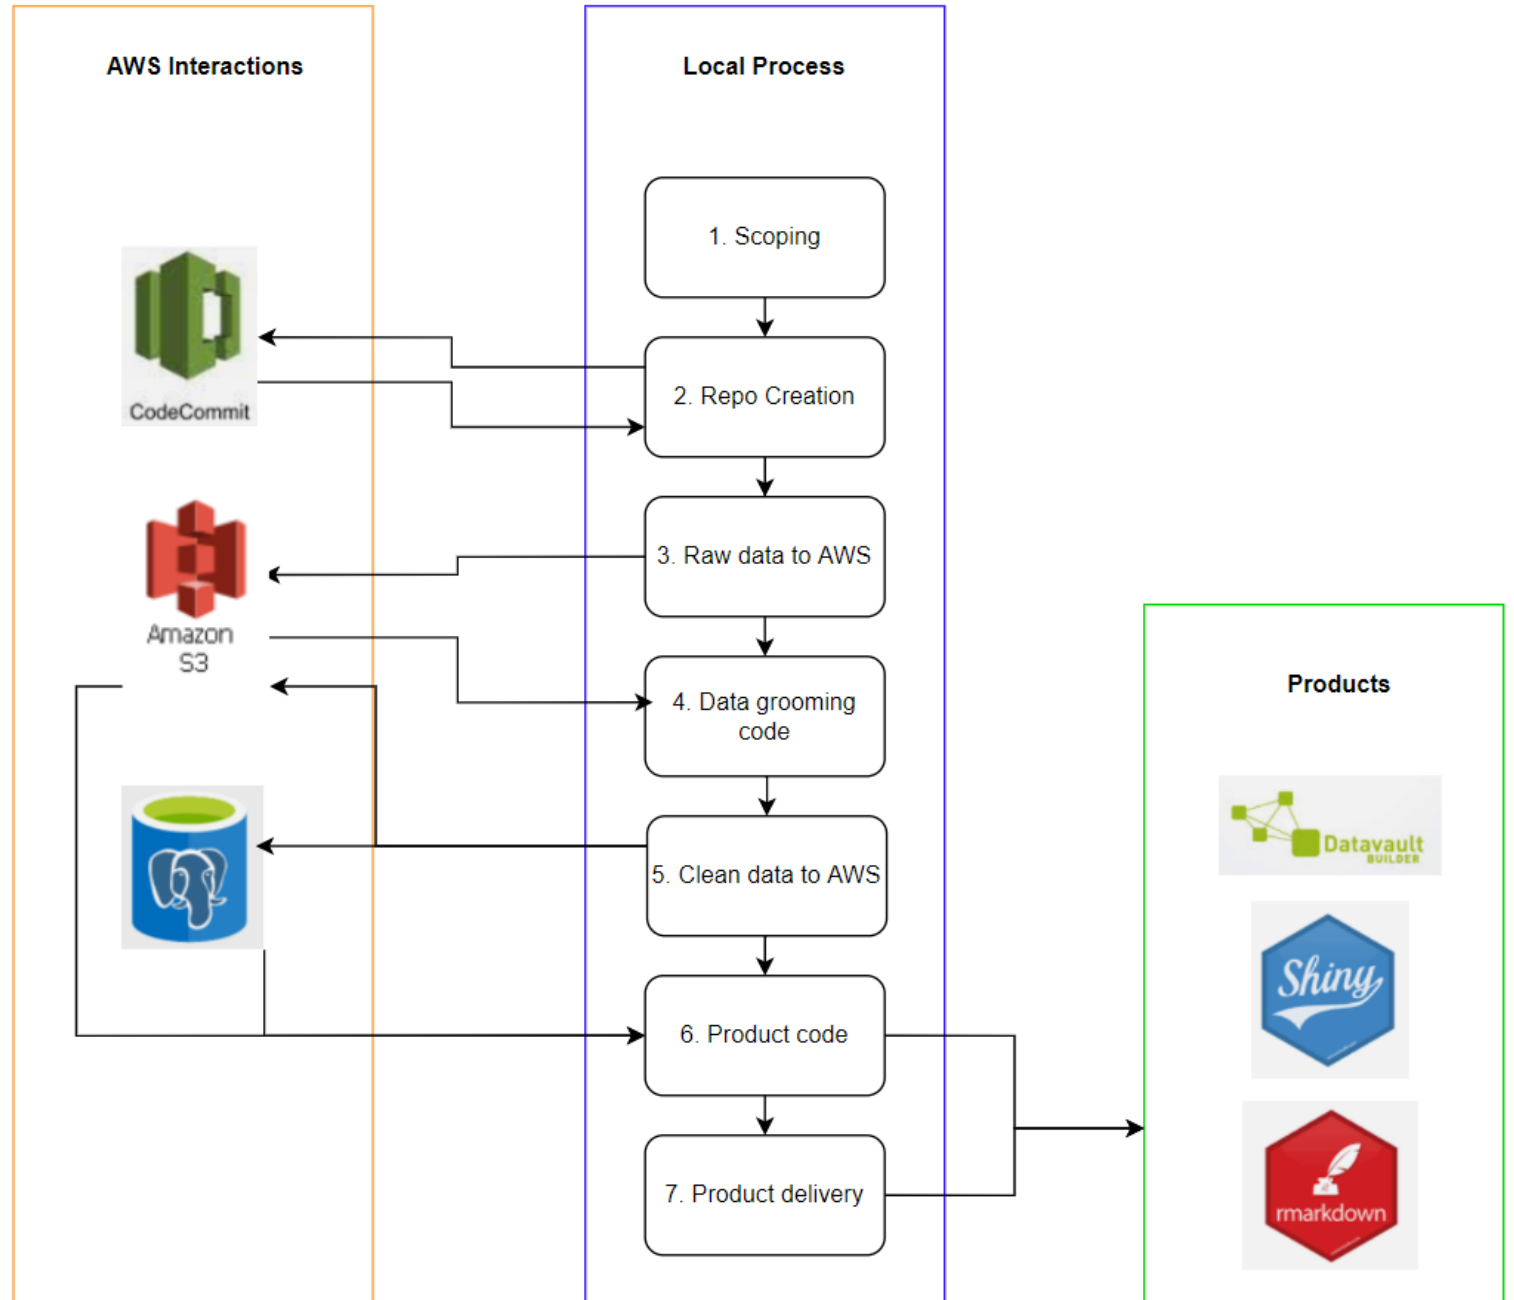 AWS Interactions
Local Process
1. Scoping
CodeCommit
2. Repo Creation
3. Raw data to AWS
Amazon
S3
4. Data grooming
code
5. Clean data to AWS
6. Product code
7. Product delivery
Products
Datavault
BUILDER
Shiny
rmarkdown